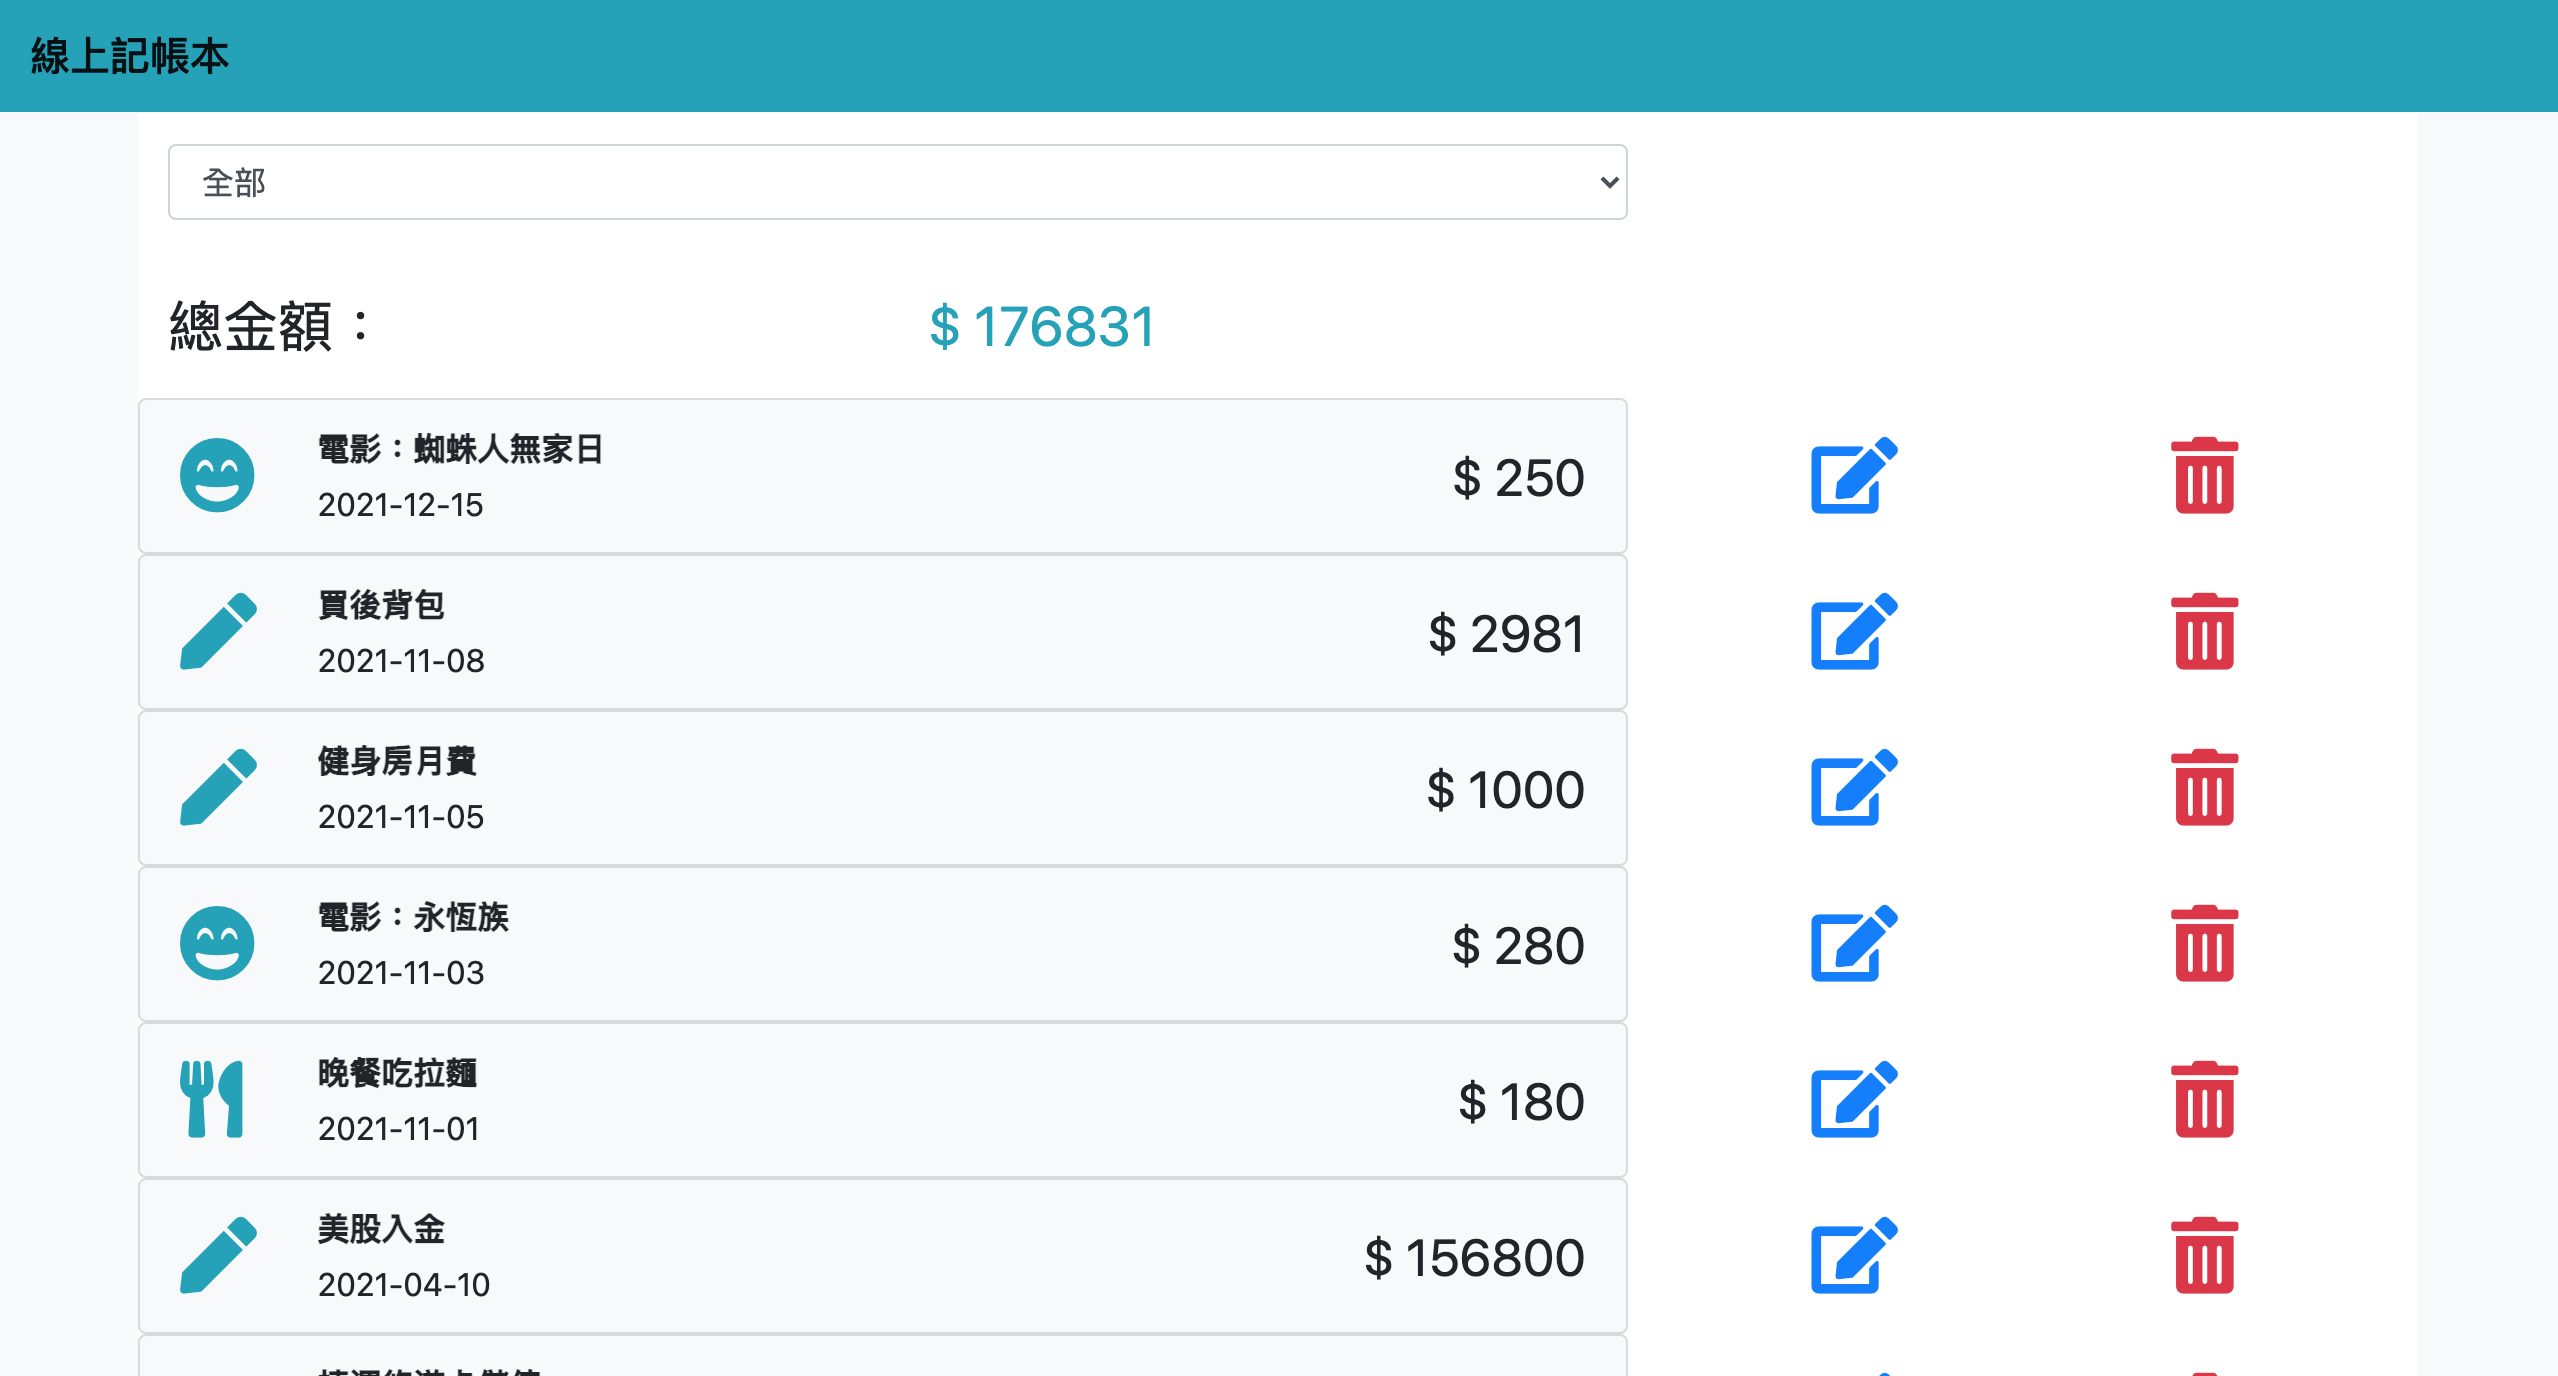 線上記帳本
全部
總金額：
$ 176831
電影：蜘蛛人無家日
2021-12-15
$ 250
買後背包
2021-11-08
$ 2981
健身房月費
2021-11-05
$ 1000
電影：永恆族
2021-11-03
$ 280
晚餐吃拉麵
2021-11-01
$ 180
美股入金
2021-04-10
$ 156800